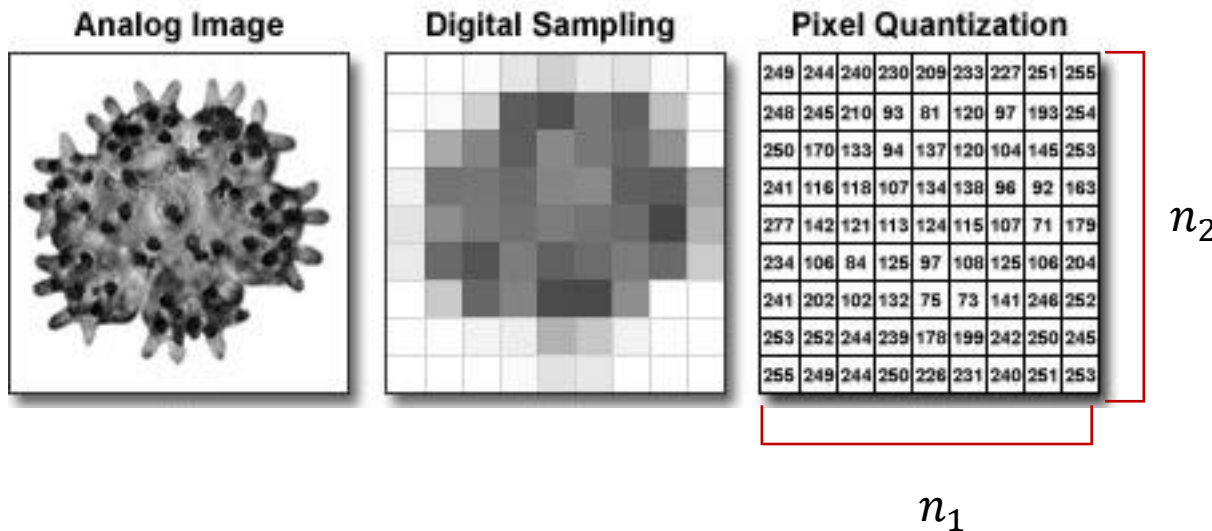 Analog Image Digital Sampling Pixel Quantization
249 244 240 230 209 233 227 251 255
248 245 210 93 81 120 97 193 254
250 170 133 94 137 120 104 145 253
241 116 118 107 134 138 96 92 163
277 142 121 113 124 115 107 71 179
234 106 84 125 97 108 125 106 204
241 202 102 132 75 73 141 246 252
253 252 244 239 178 199 242 250 245
255 249 244 250 226 231 240 251 253
n₂
n₁